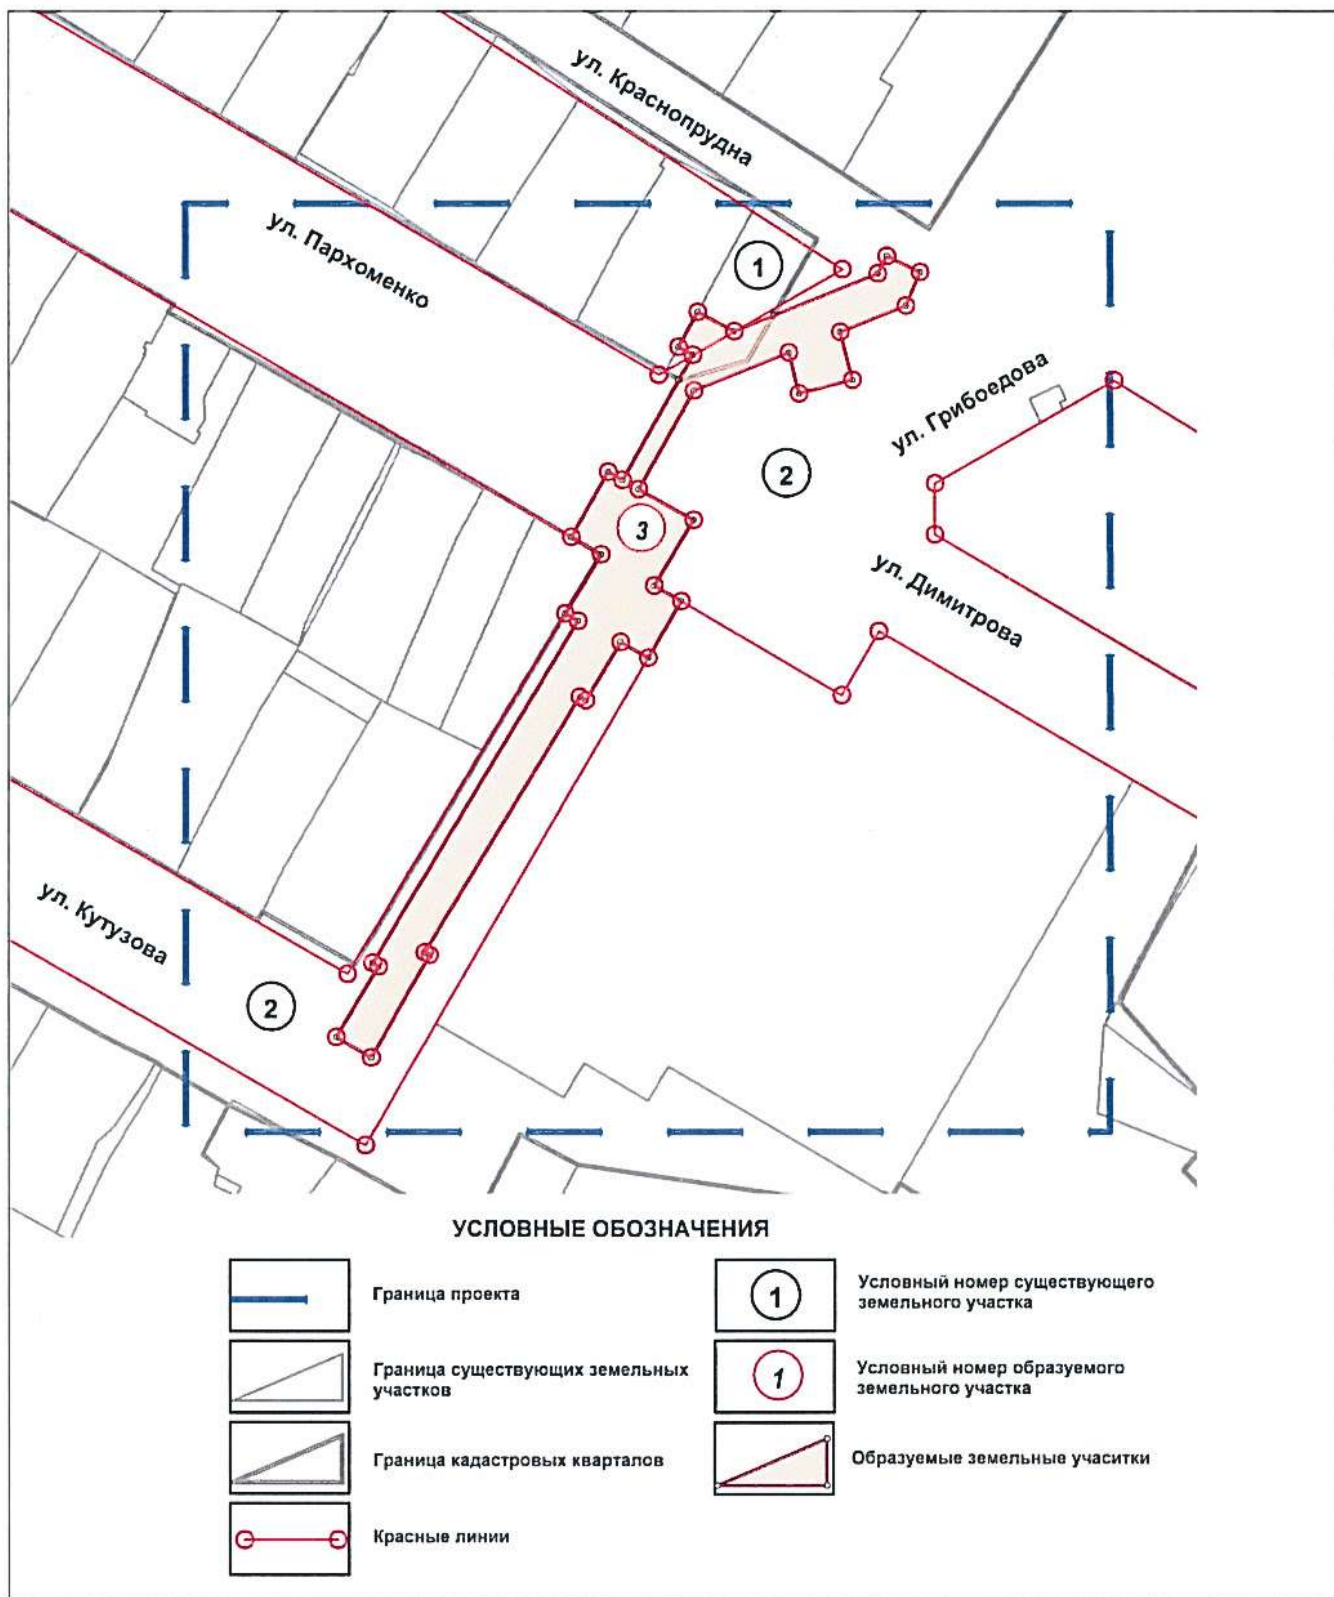 ул. Краснопрудна
ул. Пархоменко
1
ул. Грибоедова
2
3
ул. Димитрова
ул. Кутузова
2
УСЛОВНЫЕ ОБОЗНАЧЕНИЯ
Граница проекта
Граница существующих земельных
участков
Граница кадастровых кварталов
Красные линии
1
Условный номер существующего
земельного участка
1
Условный номер образуемого
земельного участка
Образуемые земельные учаситки